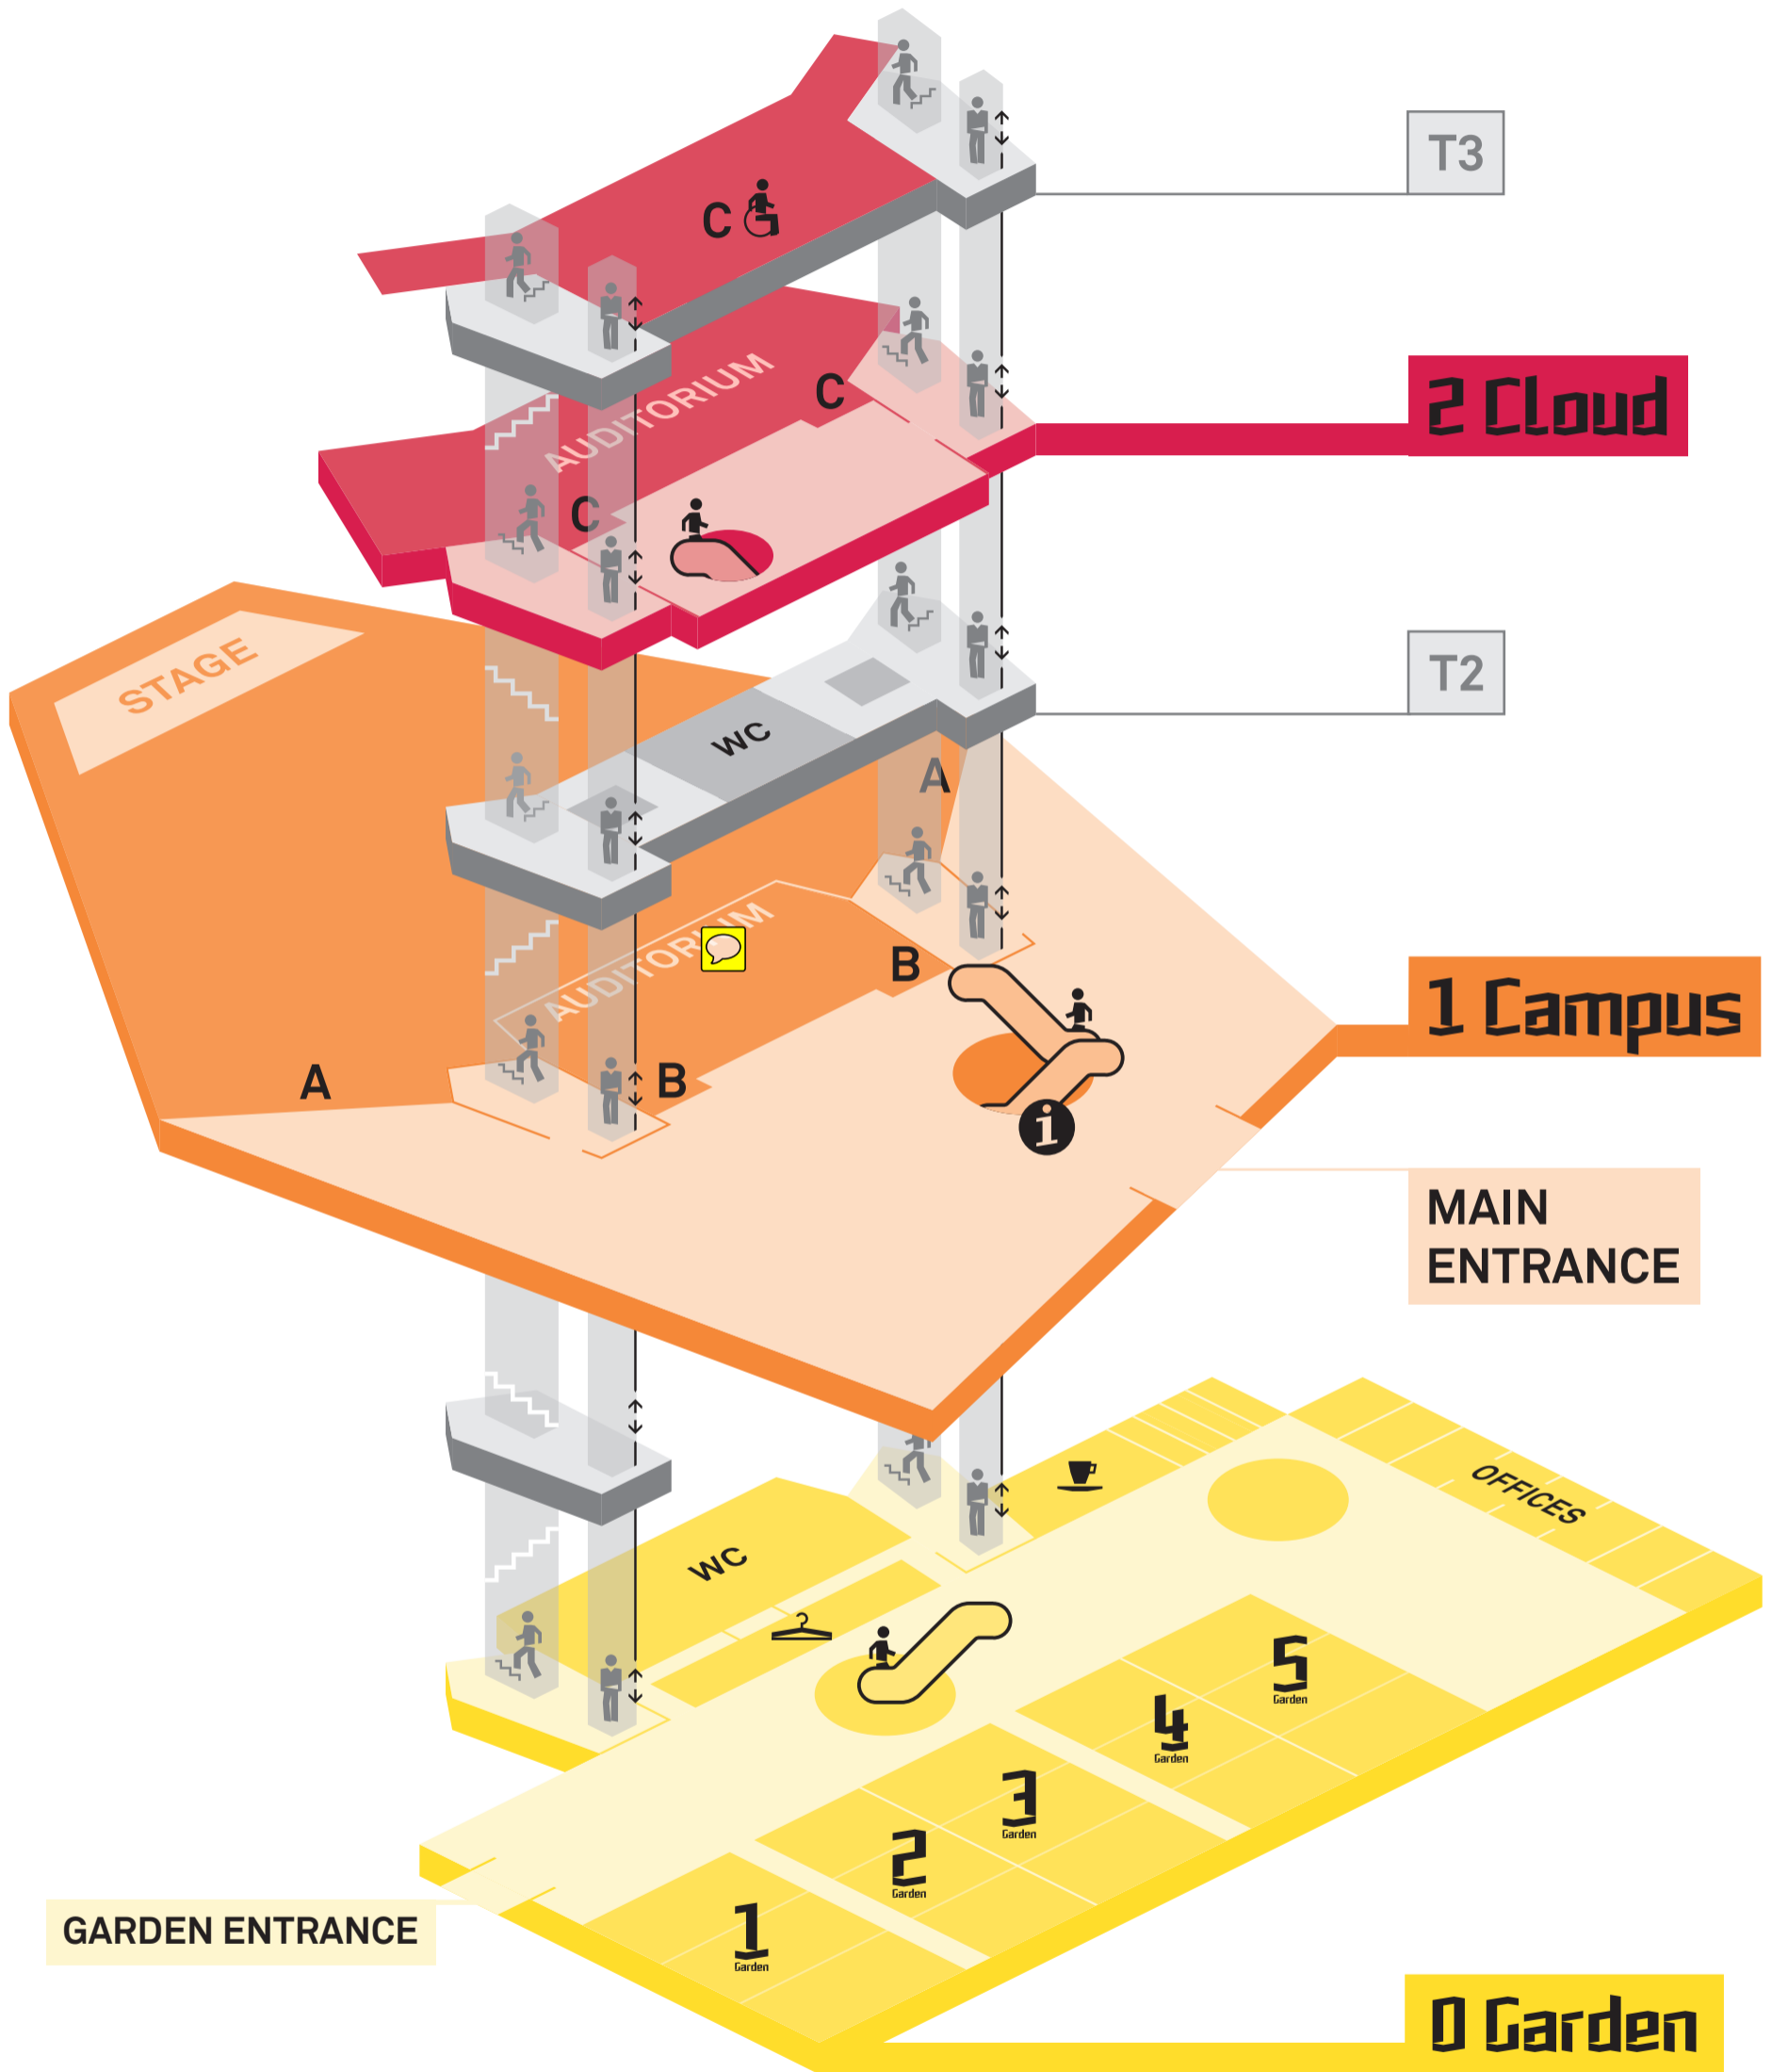 T3
C
2 Cloud
AUDITORIUM
C
C
T2
STAGE
WC
A
AUDITORIUM
B
1 Campus
A
B
i
MAIN
ENTRANCE
OFFICES
WC
5
Garden
4
Garden
3
Garden
2
Garden
1
Garden
GARDEN ENTRANCE
0 Garden